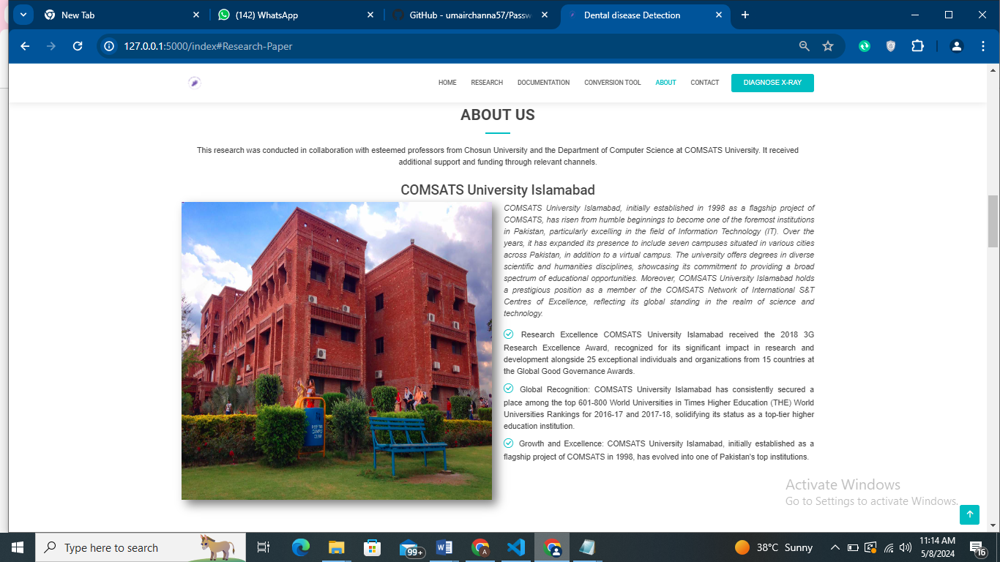 New Tab
(142) WhatsApp
GitHub - umairchanna57/Passw
Dental disease Detection
127.0.0.1:5000/index#Research-Paper
HOME
RESEARCH
DOCUMENTATION
CONVERSION TOOL
ABOUT
CONTACT
DIAGNOSE X-RAY
ABOUT US
This research was conducted in collaboration with esteemed professors from Chosun University and the Department of Computer Science at COMSATS University. It received
additional support and funding through relevant channels.
COMSATS University Islamabad
COMSATS University Islamabad, initially established in 1998 as a flagship project of
COMSATS, has risen from humble beginnings to become one of the foremost institutions
in Pakistan, particularly excelling in the field of Information Technology (IT). Over the
years, it has expanded its presence to include seven campuses situated in various cities
across Pakistan, in addition to a virtual campus. The university offers degrees in diverse
scientific and humanities disciplines, showcasing its commitment to providing a broad
spectrum of educational opportunities. Moreover, COMSATS University Islamabad holds
a prestigious position as a member of the COMSATS Network of International S&T
Centres of Excellence, reflecting its global standing in the realm of science and
technology.
Research Excellence COMSATS University Islamabad received the 2018 3G
Research Excellence Award, recognized for its significant impact in research and
development alongside 25 exceptional individuals and organizations from 15 countries at
the Global Good Governance Awards.
Global Recognition: COMSATS University Islamabad has consistently secured a
place among the top 601-800 World Universities in Times Higher Education (THE) World
Universities Rankings for 2016-17 and 2017-18, solidifying its status as a top-tier higher
education institution.
Growth and Excellence: COMSATS University Islamabad, initially established as a
flagship project of COMSATS in 1998, has evolved into one of Pakistan's top institutions.
KEEP THE
CAMPUS
CLEAN
Activate Windows
Go to Settings to activate Windows.
Type here to search
99+
38°C Sunny
11:14 AM
5/8/2024
16